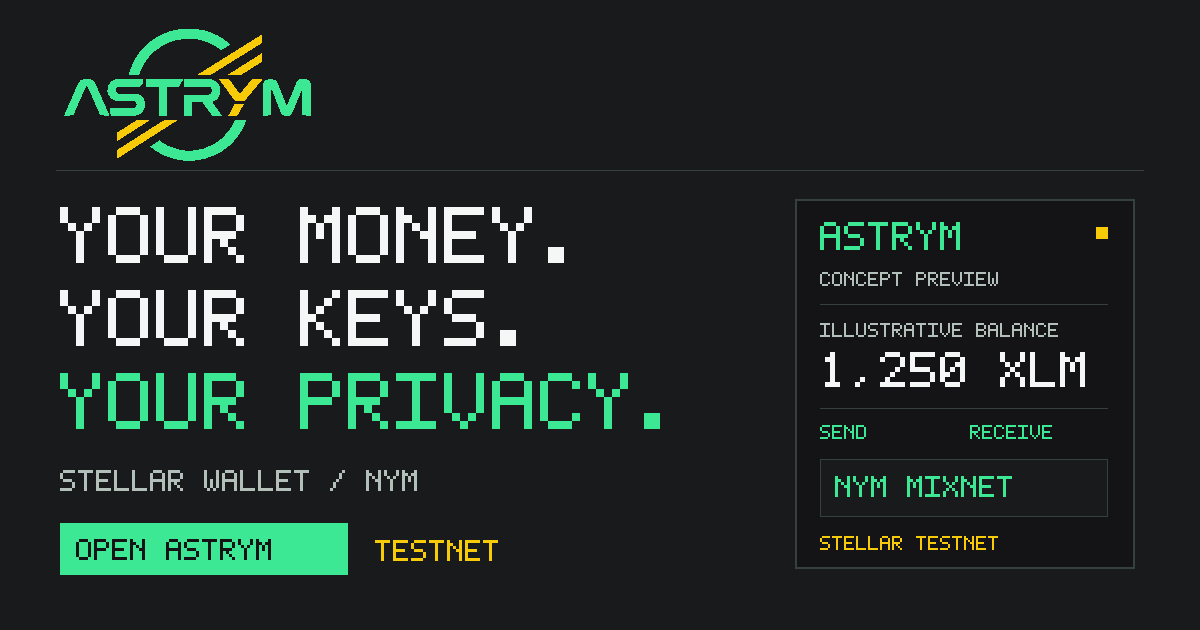 ASTRYM
YOUR MONEY.
YOUR KEYS.
YOUR PRIVACY.
STELLAR WALLET / NYM
OPEN ASTRYM
TESTNET
ASTRYM
CONCEPT PREVIEW
ILLUSTRATIVE BALANCE
1,250 XLM
SEND RECEIVE
NYM MIXNET
STELLAR TESTNET